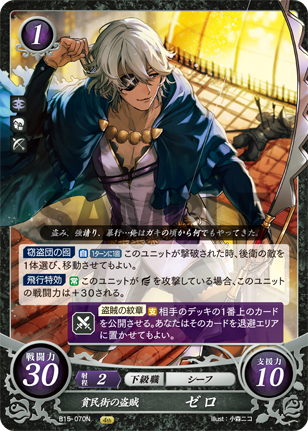 1
SAMPLE
盗み、強請り、暴行…俺はガキの頃から何でもやってきた。
窃盗団の囮 自 1ターンに1回 このユニットが撃破された時、後衛の敵を
1体選び、移動させてもよい。
飛行特効 常 このユニットが を攻撃している場合、このユニット
の戦闘力は+30される。
盗賊の紋章 支 相手のデッキの1番上のカード
を公開させる。あなたはそのカードを退避エリア
に置かせてもよい。
戦闘力
30
射程 2 下級職 シーフ
支援力
10
貧民街の盗賊 ゼロ
B15-070N
Illust:小森ニコ